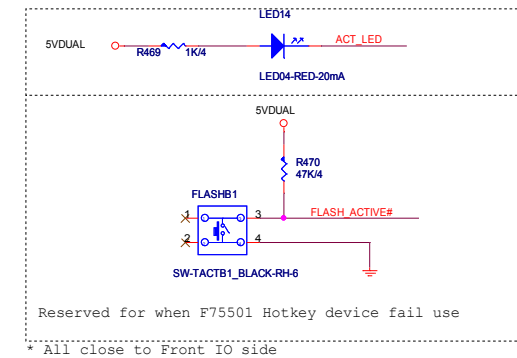 LED14
5VDUAL
ACT_LED
R469
1K/4
LED04-RED-20mA
5VDUAL
R470
47K/4
FLASHB1
1
3
FLASH_ACTIVE#
2
4
SW-TACTB1_BLACK-RH-6
Reserved for when F75501 Hotkey device fail use
* All close to Front IO side